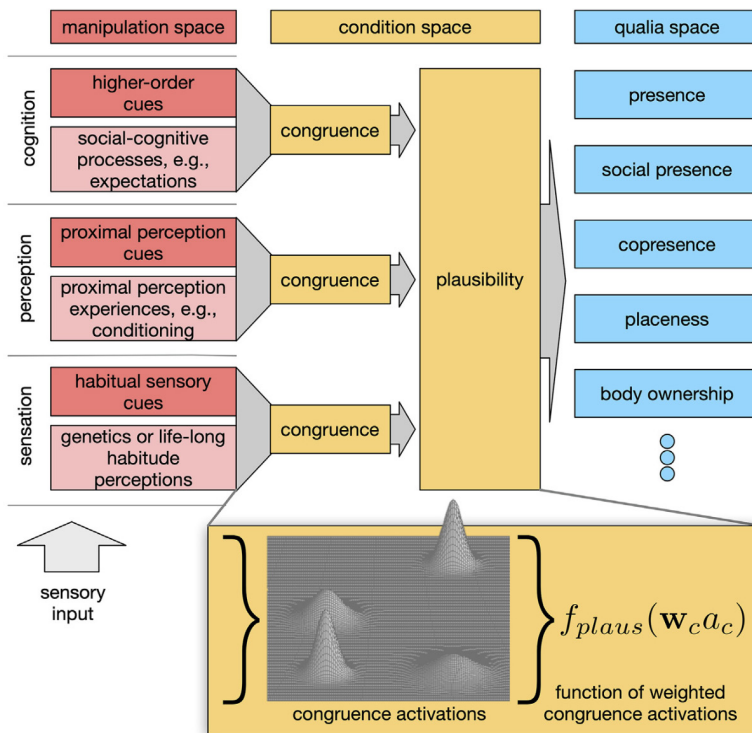 manipulation space
condition space
qualia space
cognition
higher-order
cues
social-cognitive
processes, e.g.,
expectations
congruence
perception
proximal perception
cues
proximal perception
experiences, e.g.,
conditioning
congruence
sensation
habitual sensory
cues
genetics or life-long
habitude
perceptions
congruence
plausibility
presence
social presence
copresence
placeness
body ownership
sensory
input
congruence activations
f_{plaus}(w_c a_c)
function of weighted
congruence activations